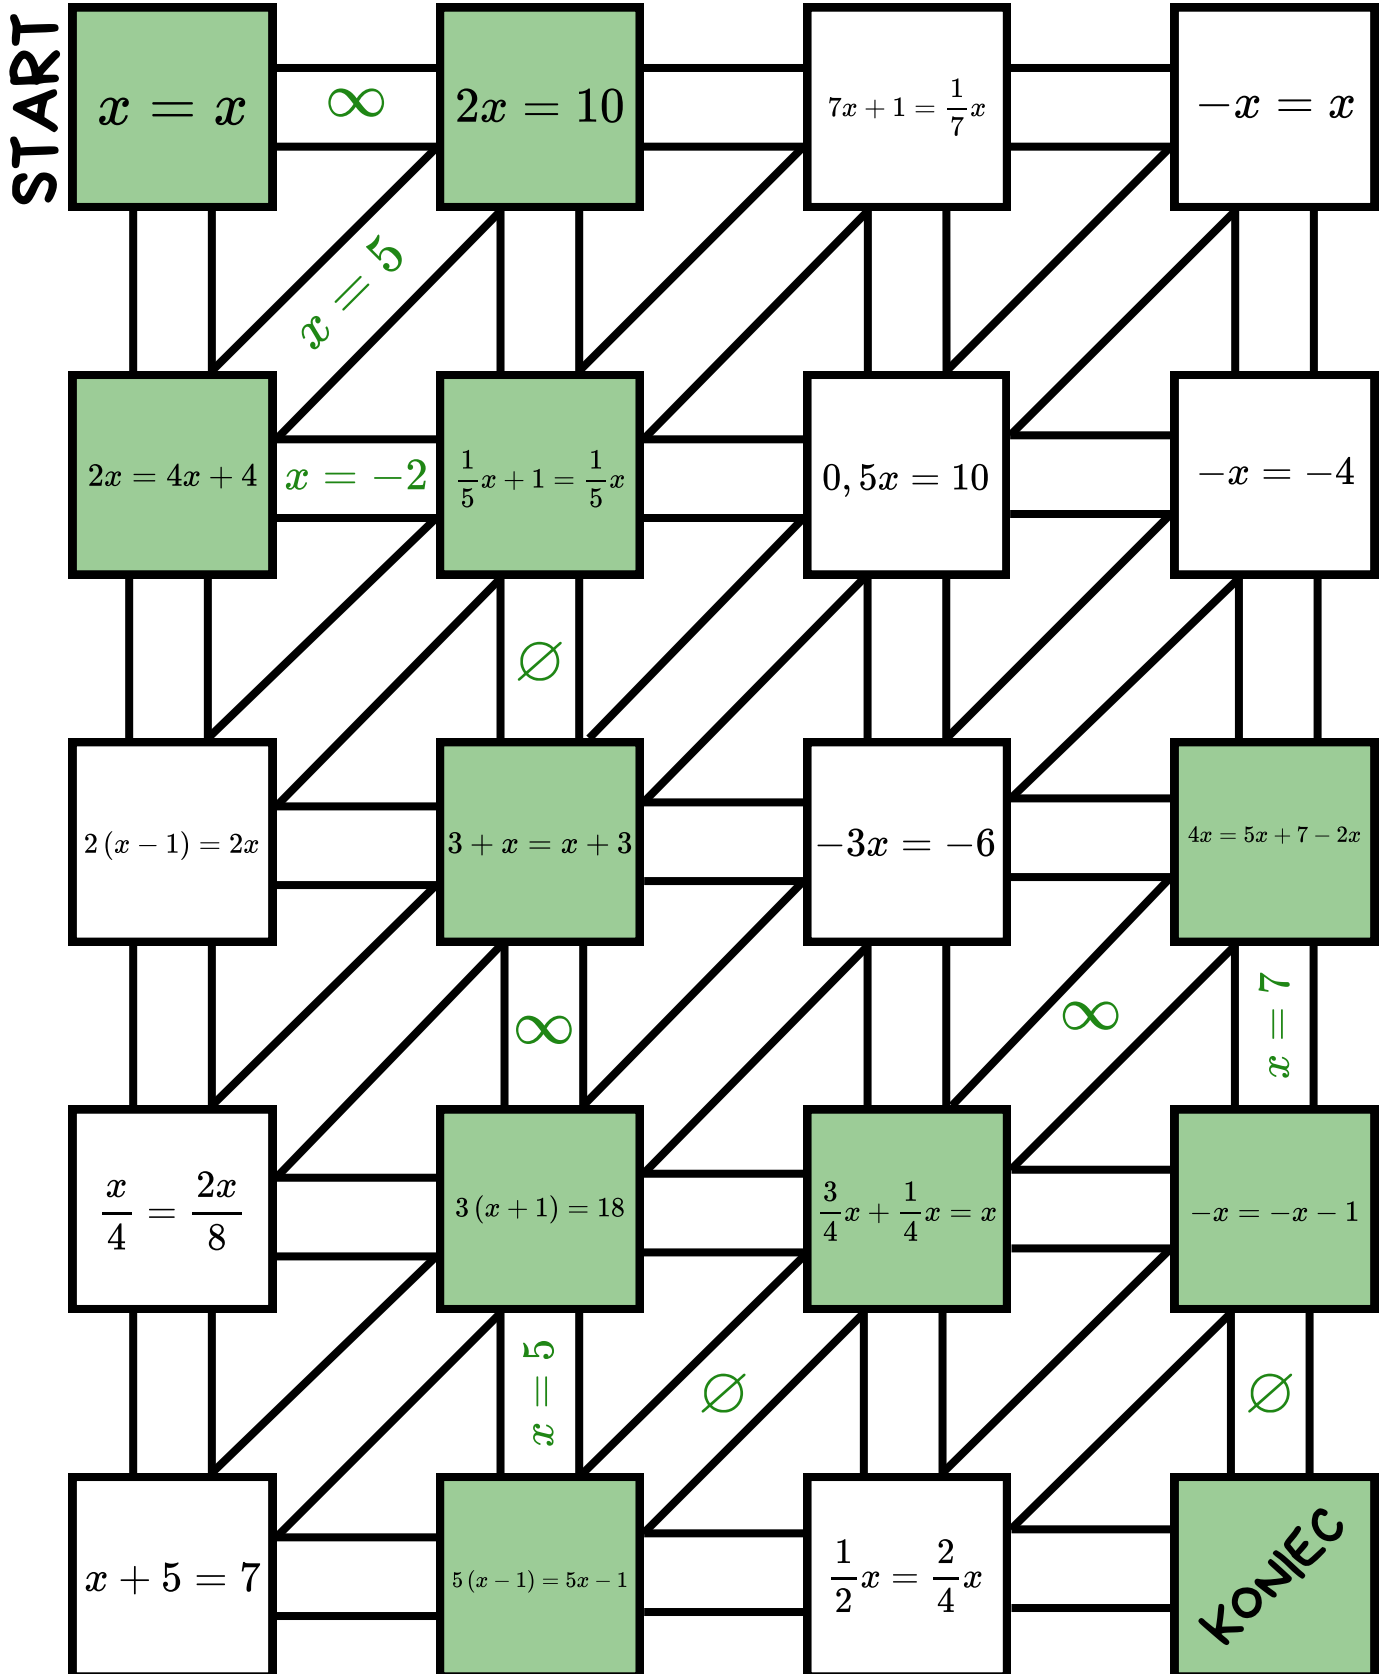 START
x = x
∞
2x = 10
7x + 1 = 1/7 x
−x = x
x = 5
2x = 4x + 4
x = −2
1/5 x + 1 = 1/5 x
0,5x = 10
−x = −4
∅
2 (x − 1) = 2x
3 + x = x + 3
−3x = −6
4x = 5x + 7 − 2x
∞
∞
x = 7
x/4 = 2x/8
3 (x + 1) = 18
3/4 x + 1/4 x = x
−x = −x − 1
x = 5
∅
∅
x + 5 = 7
5 (x − 1) = 5x − 1
1/2 x = 2/4 x
KONIEC